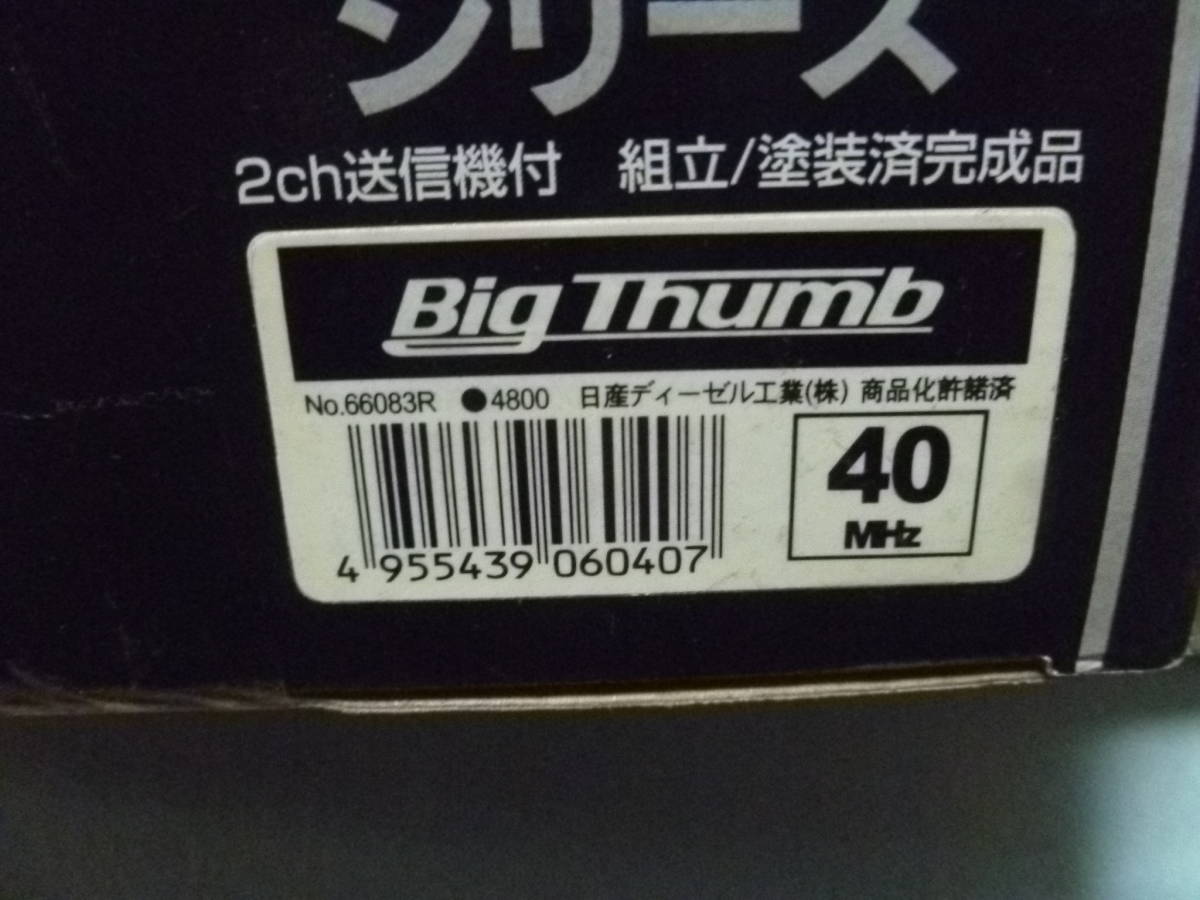 シリーズ
2ch送信機付 組立/塗装済完成品
Big Thumb
No.66083R ●4800 日産ディーゼル工業(株) 商品化許諾済
40
MHz
4 955439 060407